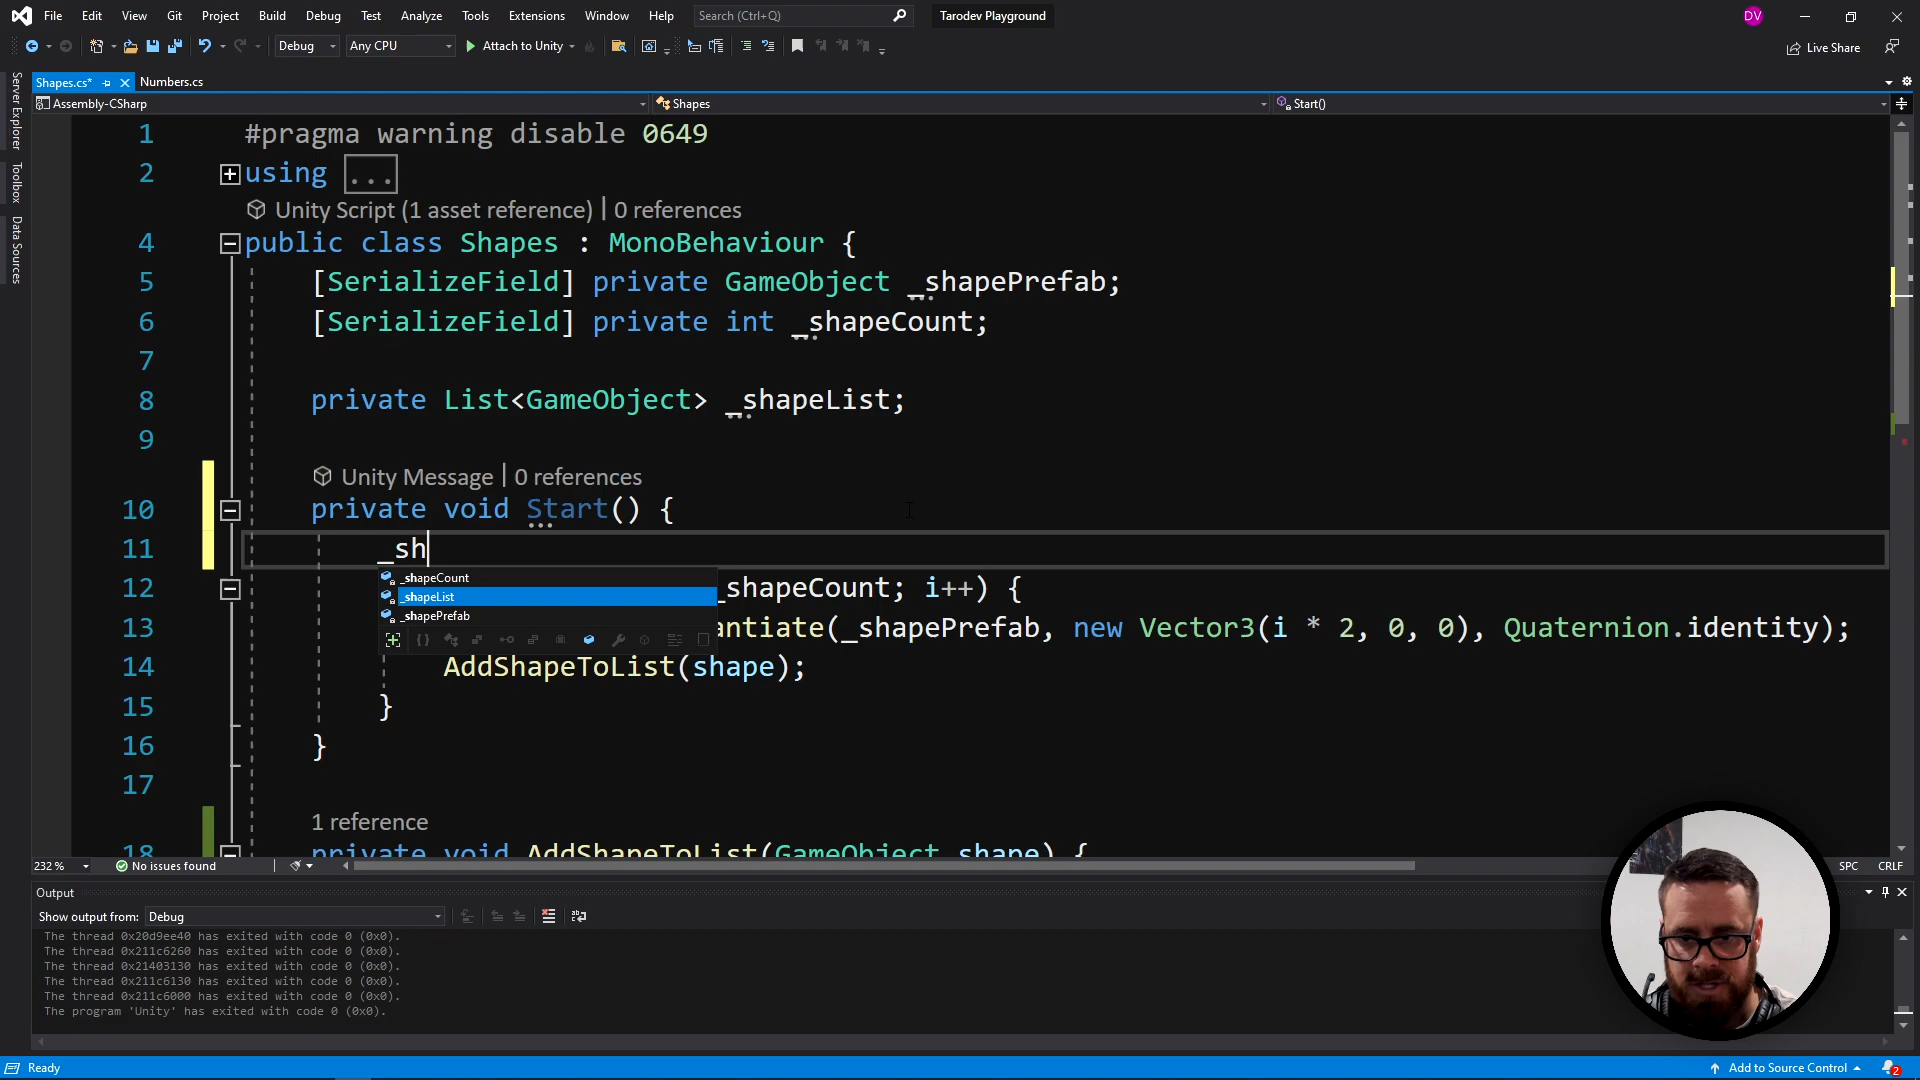 File Edit View Git Project Build Debug Test Analyze Tools Extensions Window Help Search (Ctrl+Q) Tarodev Playground DV
Debug Any CPU Attach to Unity Live Share
Shapes.cs* Numbers.cs
Assembly-CSharp Shapes Start()
Server Explorer
Toolbox
Data Sources
1 #pragma warning disable 0649
2 using ...
Unity Script (1 asset reference) | 0 references
4 public class Shapes : MonoBehaviour {
5 [SerializeField] private GameObject _shapePrefab;
6 [SerializeField] private int _shapeCount;
7
8 private List<GameObject> _shapeList;
9
Unity Message | 0 references
10 private void Start() {
11 _sh
_shapeCount
_shapeList
_shapePrefab
12 _shapeCount; i++) {
13 antiate(_shapePrefab, new Vector3(i * 2, 0, 0), Quaternion.identity);
14 AddShapeToList(shape);
15 }
16 }
17
1 reference
18 private void AddShapeToList(GameObject shape) {
232 % No issues found SPC CRLF
Output
Show output from: Debug
The thread 0x20d9ee40 has exited with code 0 (0x0).
The thread 0x211c6260 has exited with code 0 (0x0).
The thread 0x21403130 has exited with code 0 (0x0).
The thread 0x211c6130 has exited with code 0 (0x0).
The thread 0x211c6000 has exited with code 0 (0x0).
The program 'Unity' has exited with code 0 (0x0).
Ready Add to Source Control 2